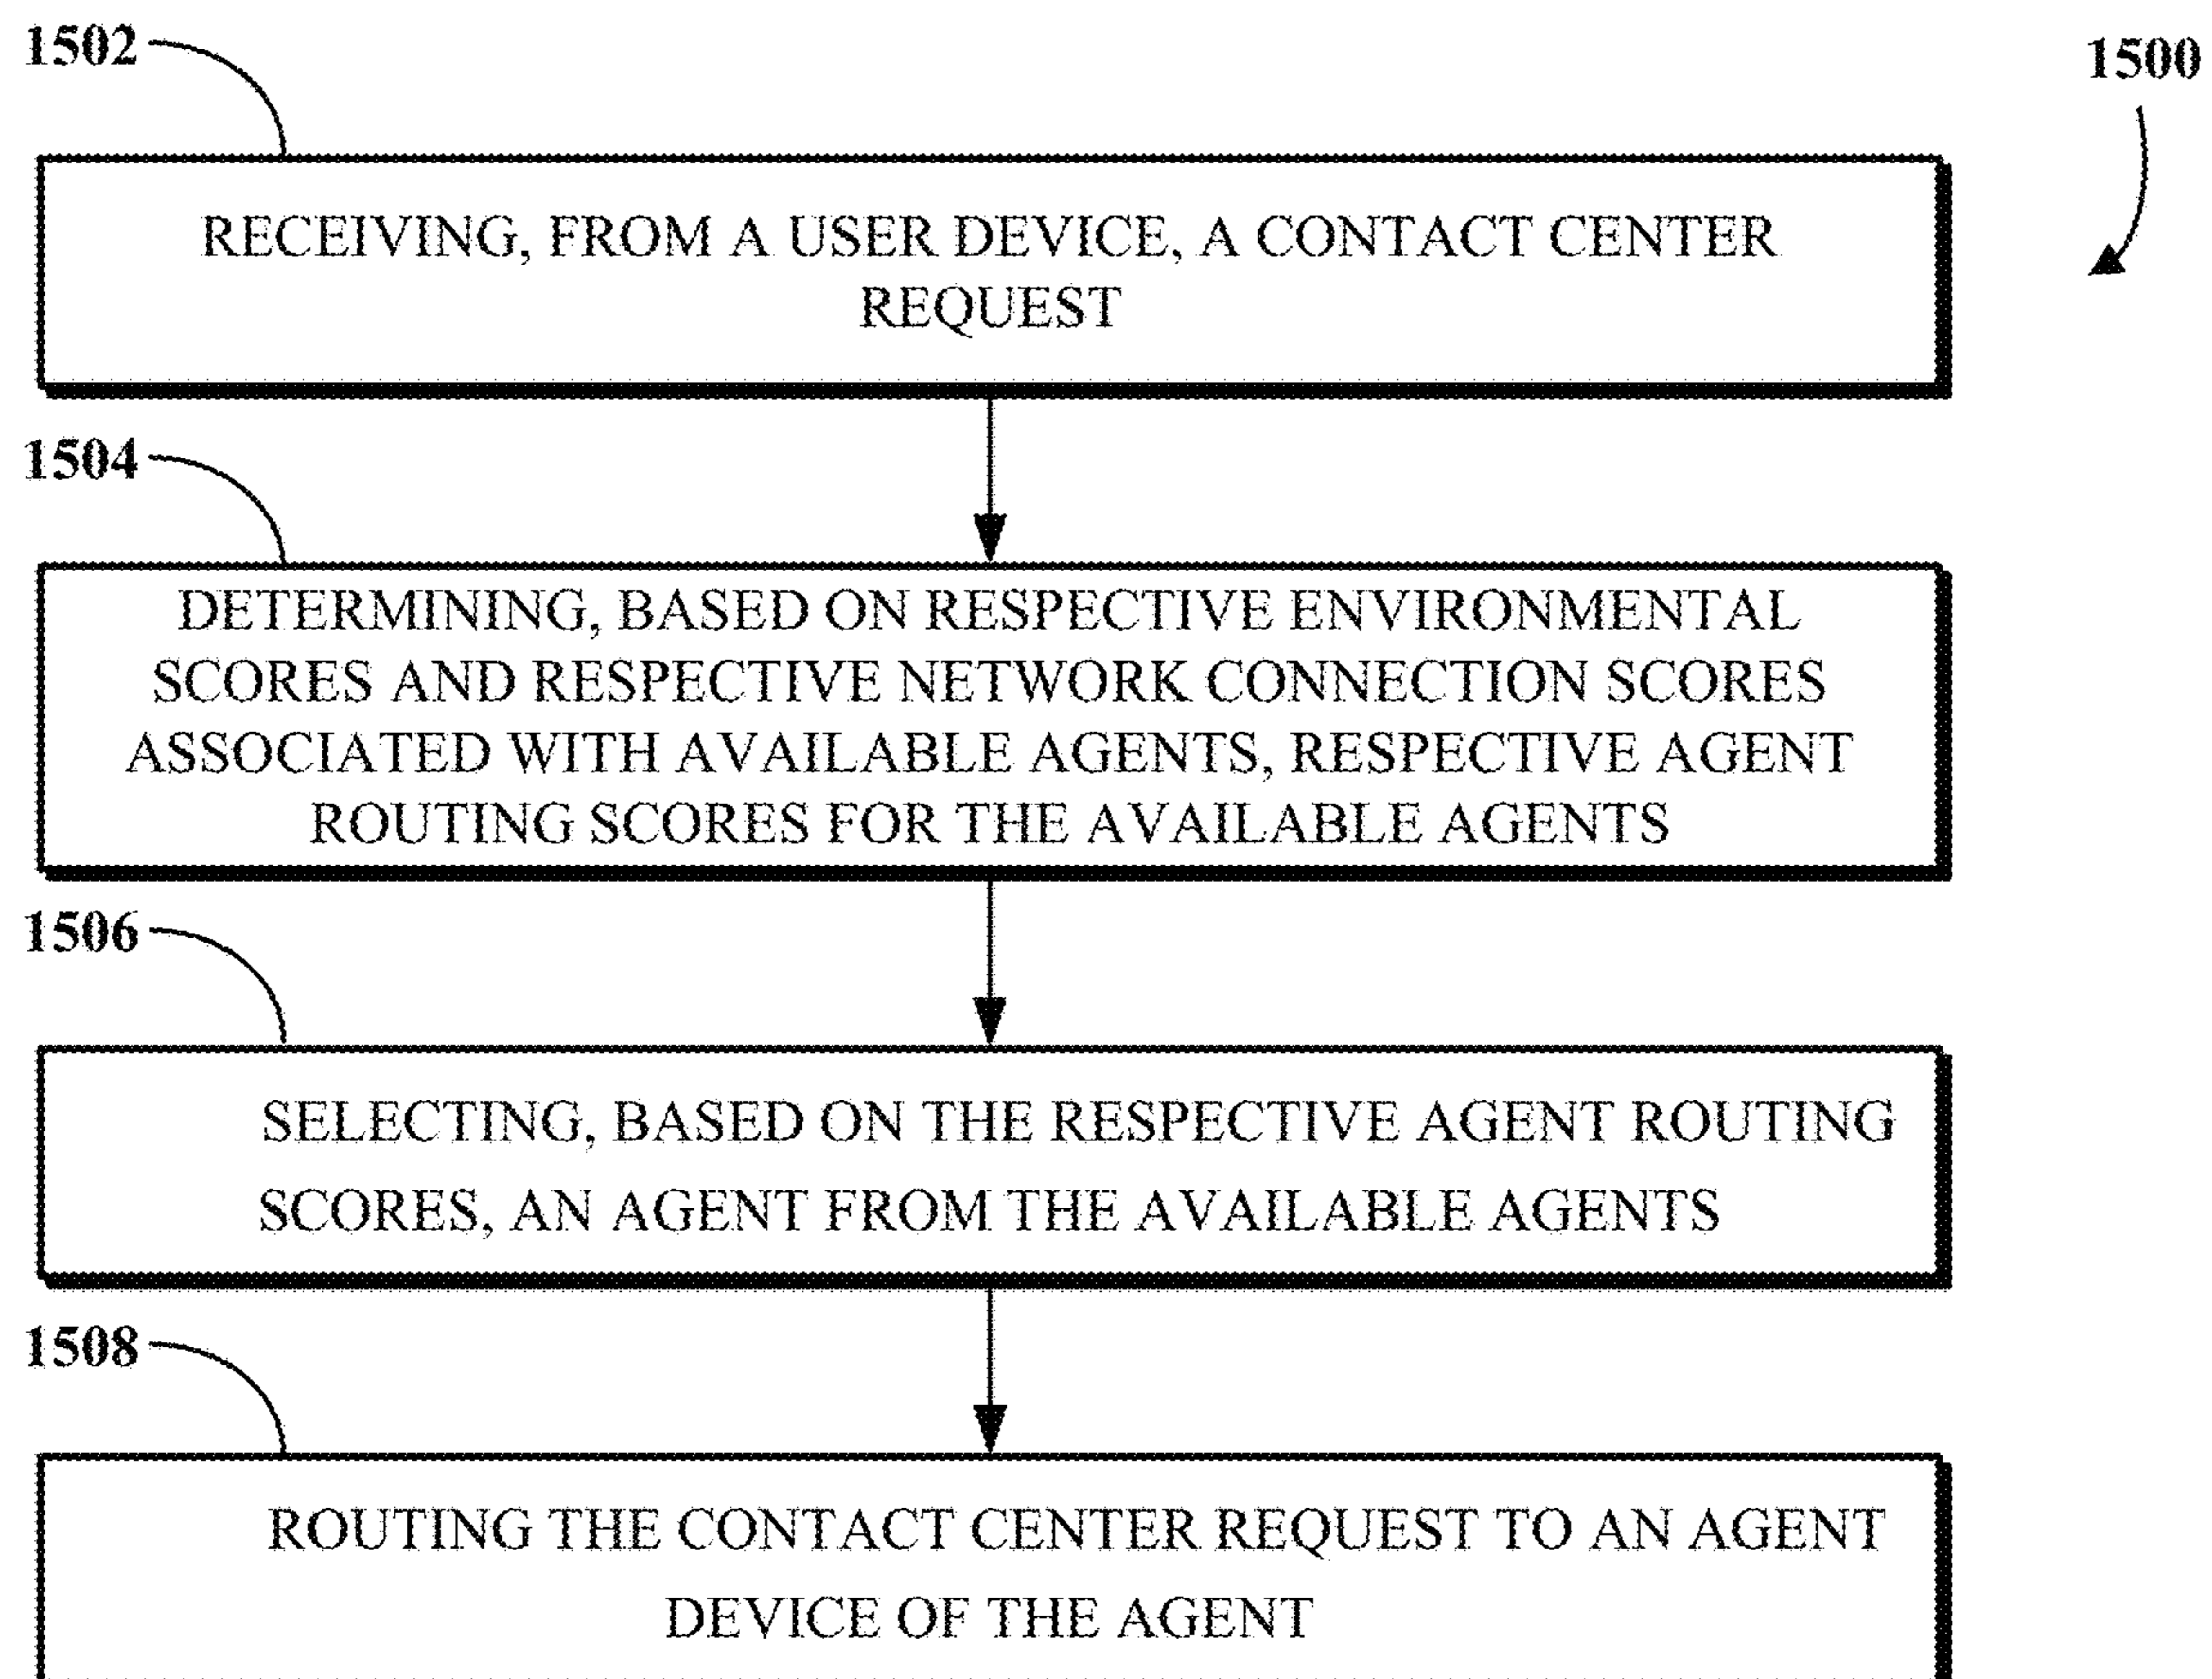 1502
1500
RECEIVING, FROM A USER DEVICE, A CONTACT CENTER
REQUEST
1504
DETERMINING, BASED ON RESPECTIVE ENVIRONMENTAL
SCORES AND RESPECTIVE NETWORK CONNECTION SCORES
ASSOCIATED WITH AVAILABLE AGENTS, RESPECTIVE AGENT
ROUTING SCORES FOR THE AVAILABLE AGENTS
1506
SELECTING, BASED ON THE RESPECTIVE AGENT ROUTING
SCORES, AN AGENT FROM THE AVAILABLE AGENTS
1508
ROUTING THE CONTACT CENTER REQUEST TO AN AGENT
DEVICE OF THE AGENT